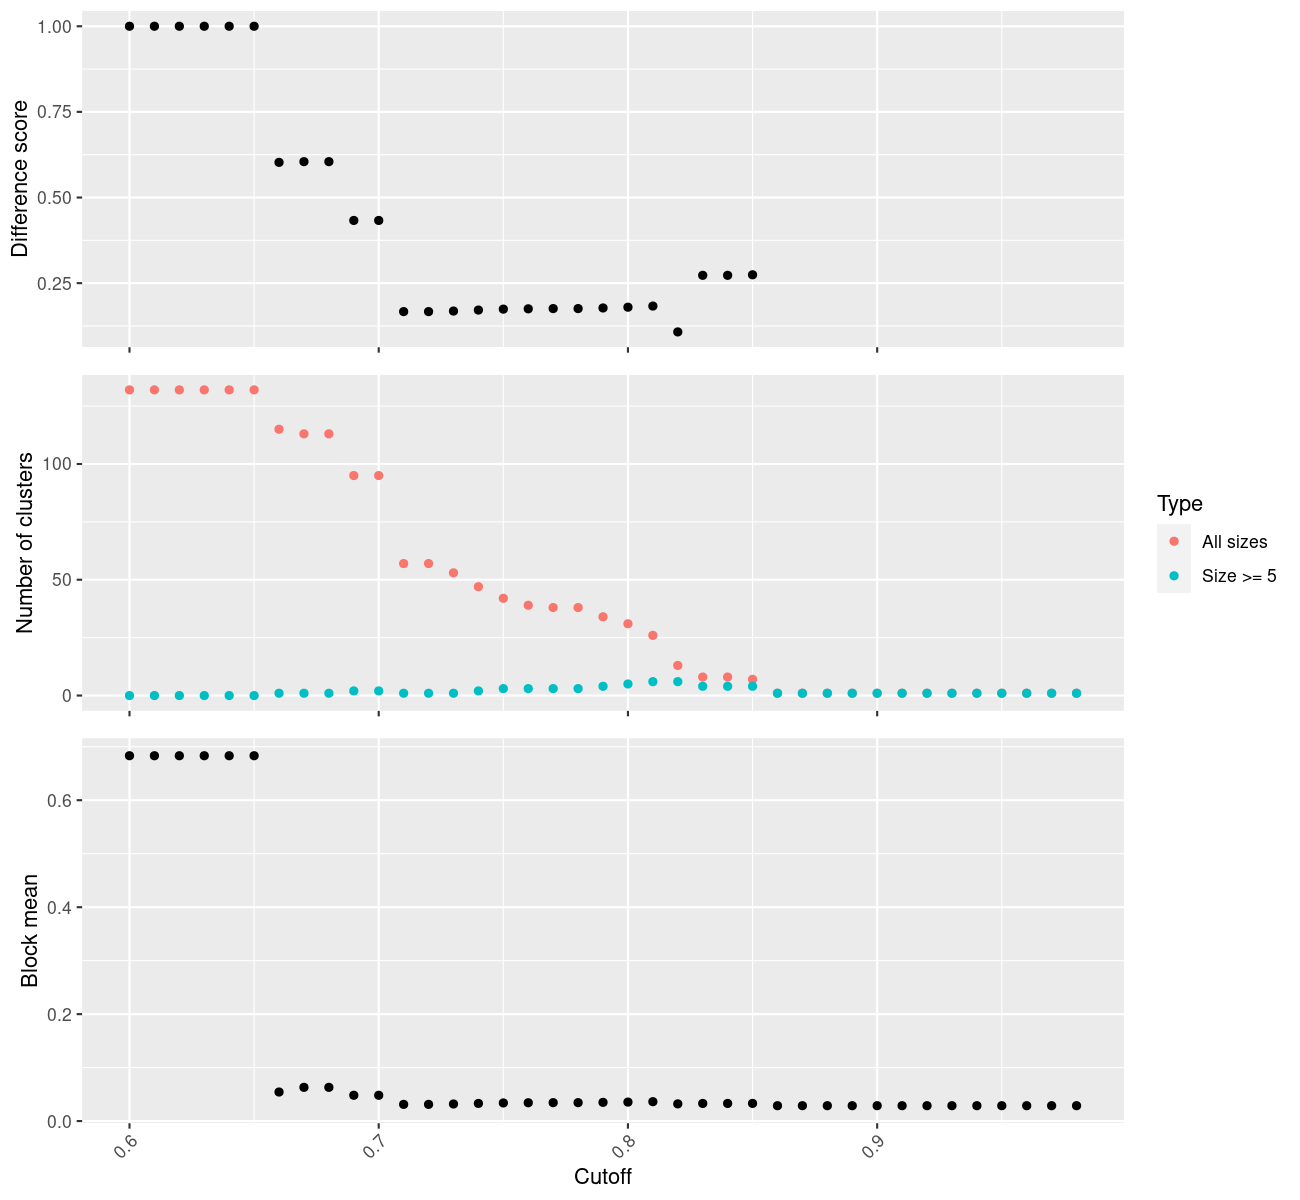 1.00
0.75
0.50
0.25
Difference score
100
50
0
Number of clusters
Type
All sizes
Size >= 5
0.6
0.4
0.2
0.0
Block mean
0.6
0.7
0.8
0.9
Cutoff